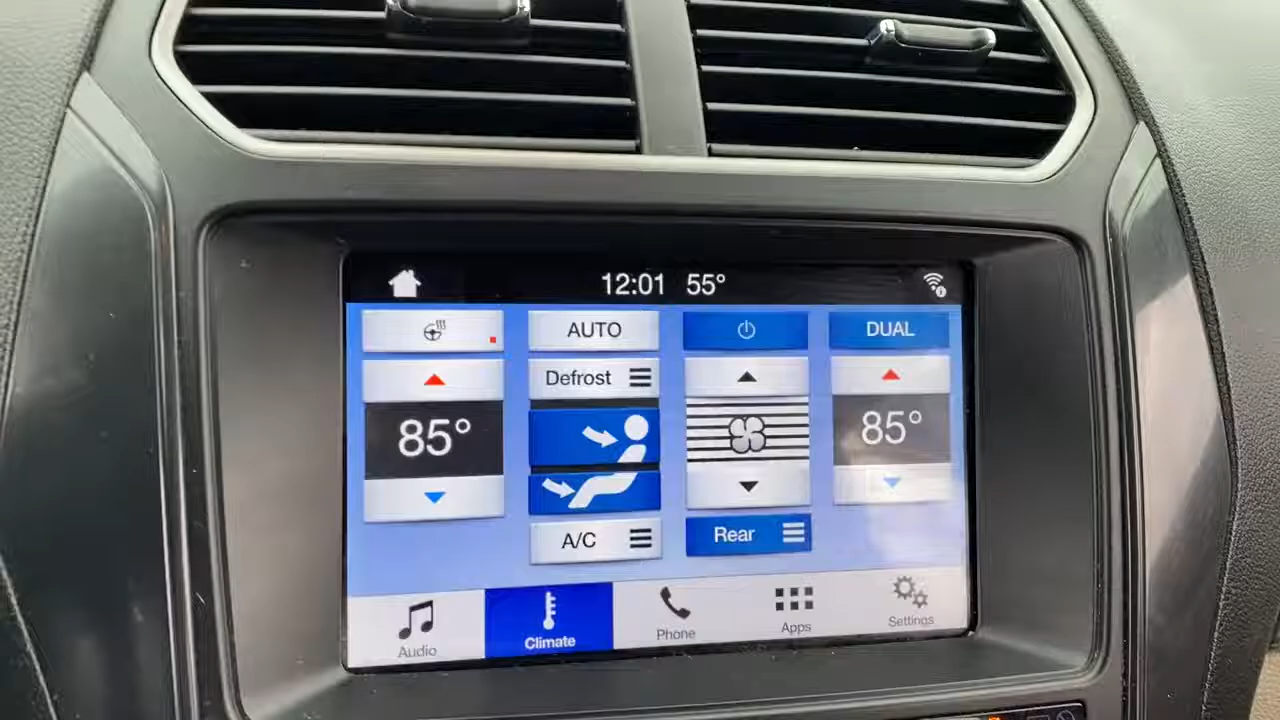 12:01 55°
AUTO
DUAL
Defrost
85°
85°
A/C
Rear
Audio
Climate
Phone
Apps
Settings